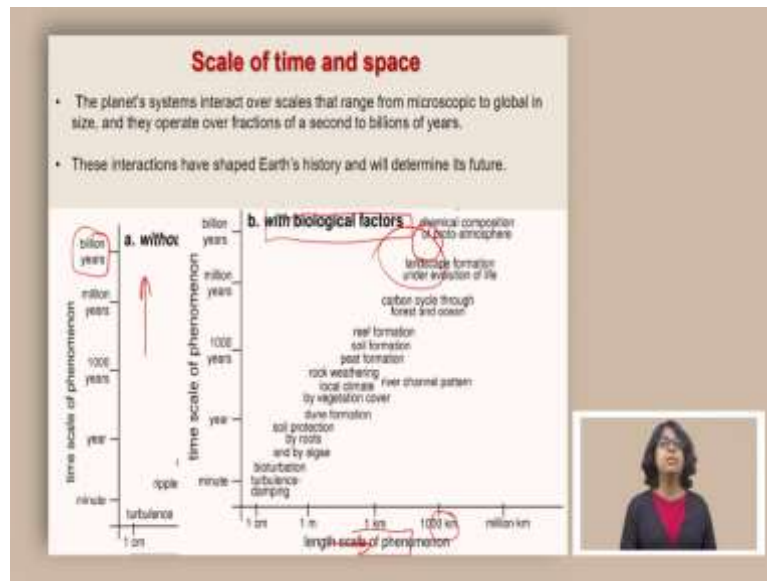 Scale of time and space
• The planet's systems interact over scales that range from microscopic to global in
size, and they operate over fractions of a second to billions of years.
• These interactions have shaped Earth's history and will determine its future.
a. withou
time scale of phenomenon
billion
years
million
years
1000
years
year
minute
ripple
turbulence
1 cm
b. with biological factors
time scale of phenomenon
billion
years
million
years
1000
years
year
minute
chemical composition
of proto atmosphere
landscape formation
under evolution of life
carbon cycle through
forest and ocean
reef formation
soil formation
peat formation
rock weathering
river channel pattern
local climate
by vegetation cover
dune formation
soil protection
by roots
and by algae
bioturbation
turbulence
damping
1 cm
1 m
1 km
1000 km
million km
length scale of phenomenon